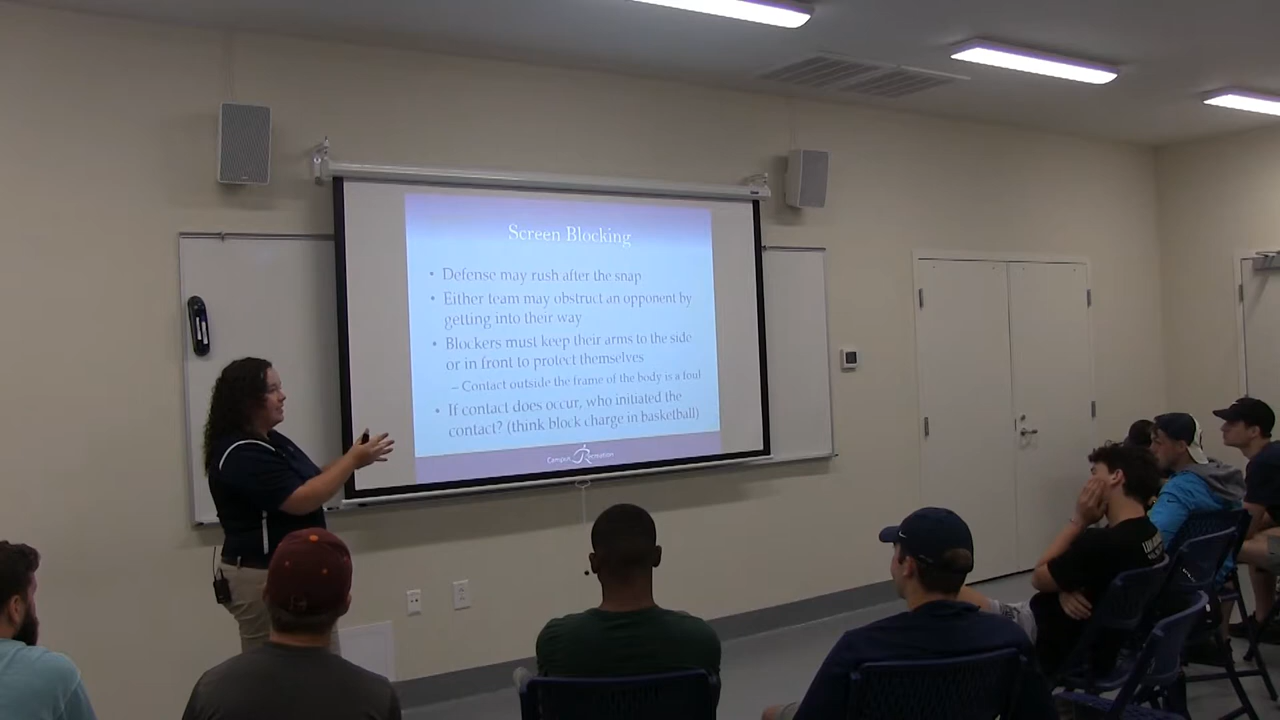 Screen Blocking
• Defense may rush after the snap
• Either team may obstruct an opponent by
getting into their way
• Blockers must keep their arms to the side
or in front to protect themselves
– Contact outside the frame of the body is a foul
• If contact does occur, who initiated the
contact? (think block charge in basketball)
Campus Recreation